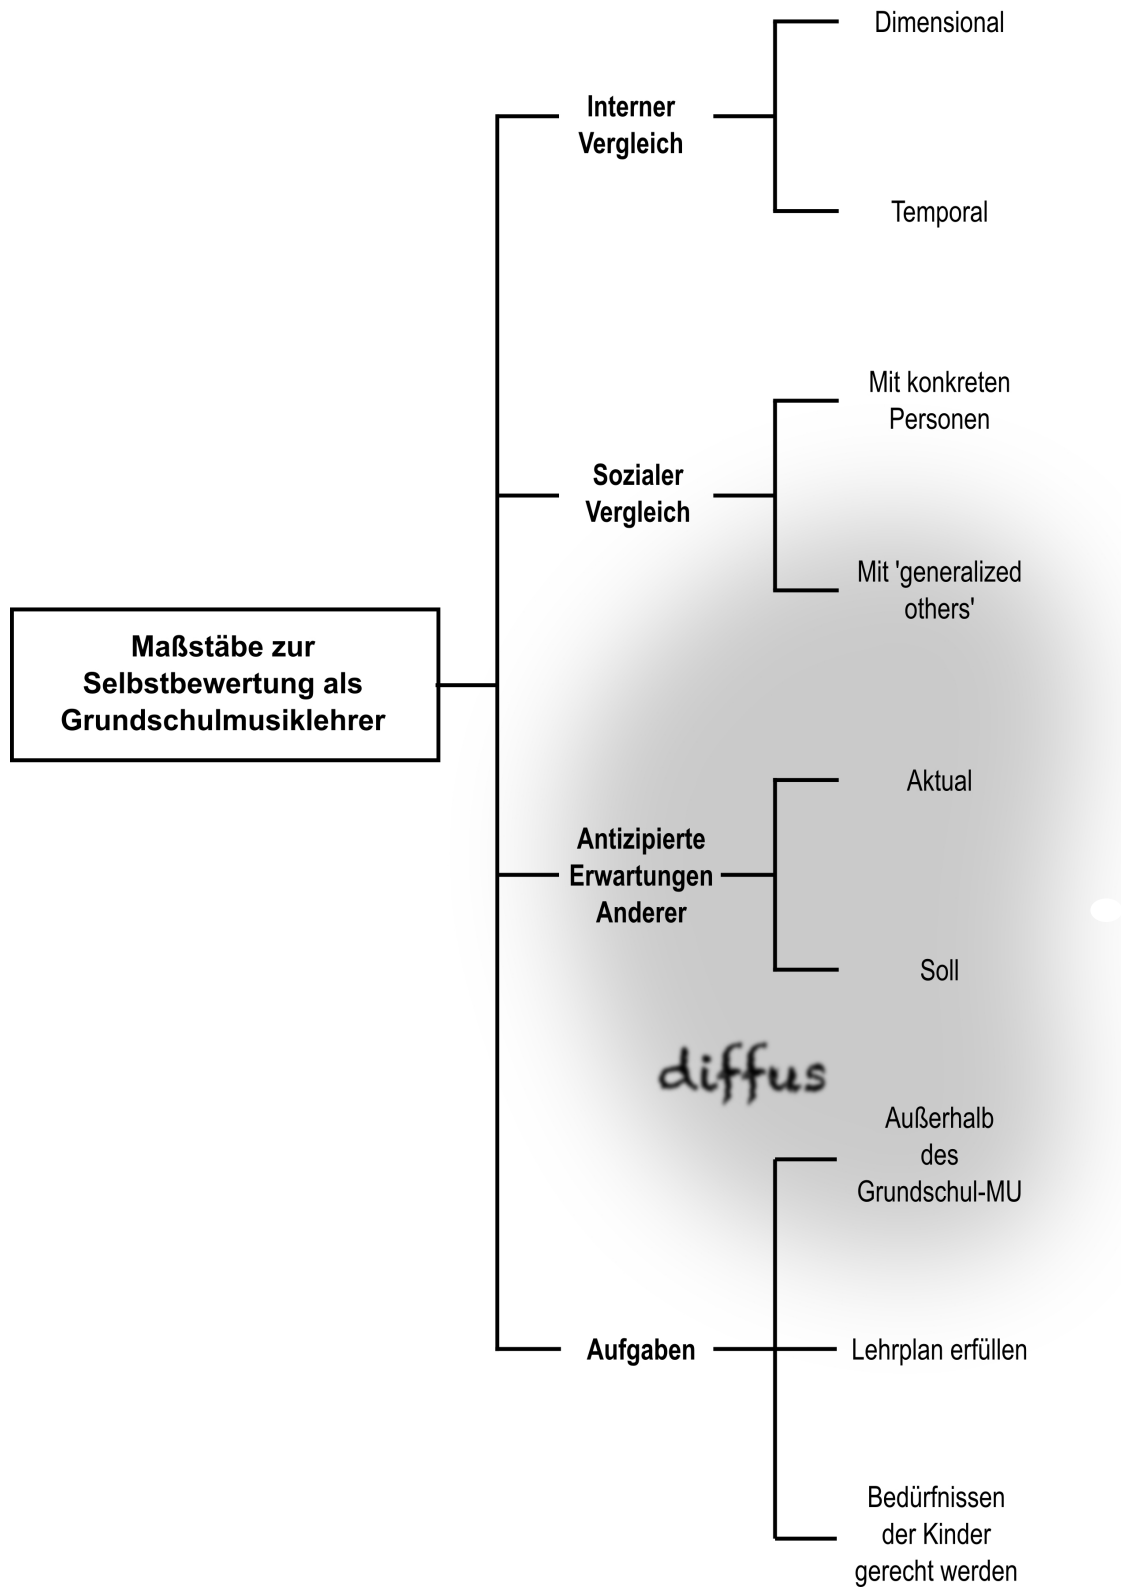 Dimensional
Interner
Vergleich
Temporal
Mit konkreten
Personen
Sozialer
Vergleich
Mit 'generalized
others'
Maßstäbe zur
Selbstbewertung als
Grundschulmusiklehrer
Aktual
Antizipierte
Erwartungen
Anderer
Soll
diffus
Außerhalb
des
Grundschul-MU
Aufgaben
Lehrplan erfüllen
Bedürfnissen
der Kinder
gerecht werden